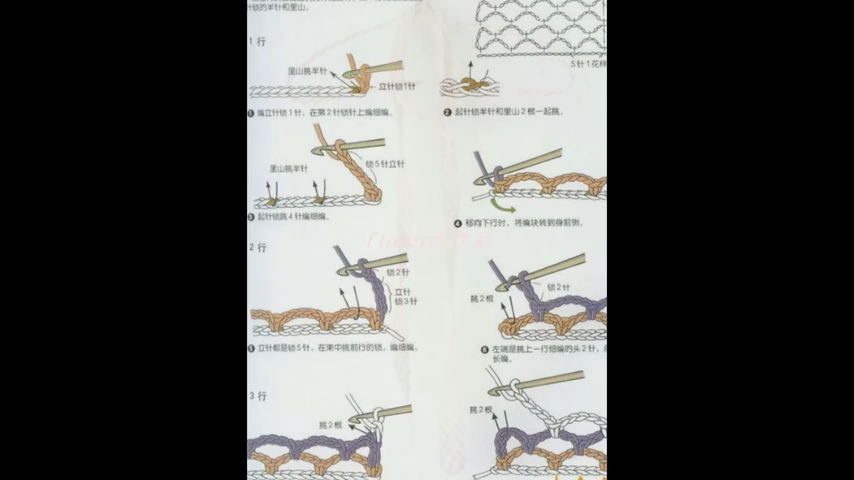 针锁的半针和里山。
1 行
里山挑半针
立针锁1针
5针1花样
❶ 编立针锁1针，在第2针锁针上编细编。
❷ 起针锁半针和里山2根一起挑。
里山挑半针
锁5针立针
❸ 起针锁跳4针编细编。
❹ 移向下行时，将编块转到身前侧。
2 行
锁2针
立针
锁3针
挑2根
锁2针
❺ 立针都是锁5针，在束中挑前行的锁，编细编。
❻ 左端是挑上一行细编的头2针，
长编。
3 行
挑2根
挑2根